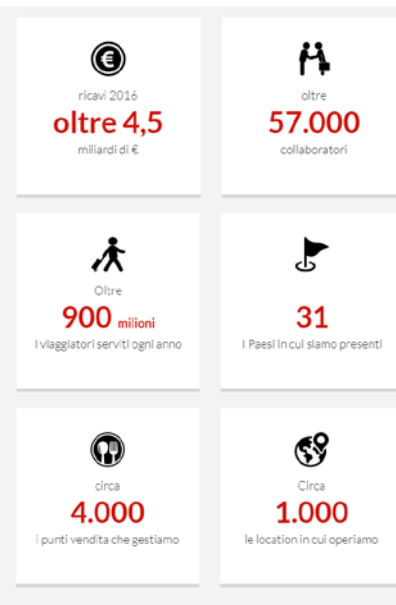 ricavi 2016
oltre 4,5
miliardi di €
oltre
57.000
collaboratori
Oltre
900 milioni
I viaggiatori serviti ogni anno
31
I Paesi in cui siamo presenti
circa
4.000
i punti vendita che gestiamo
Circa
1.000
le location in cui operiamo